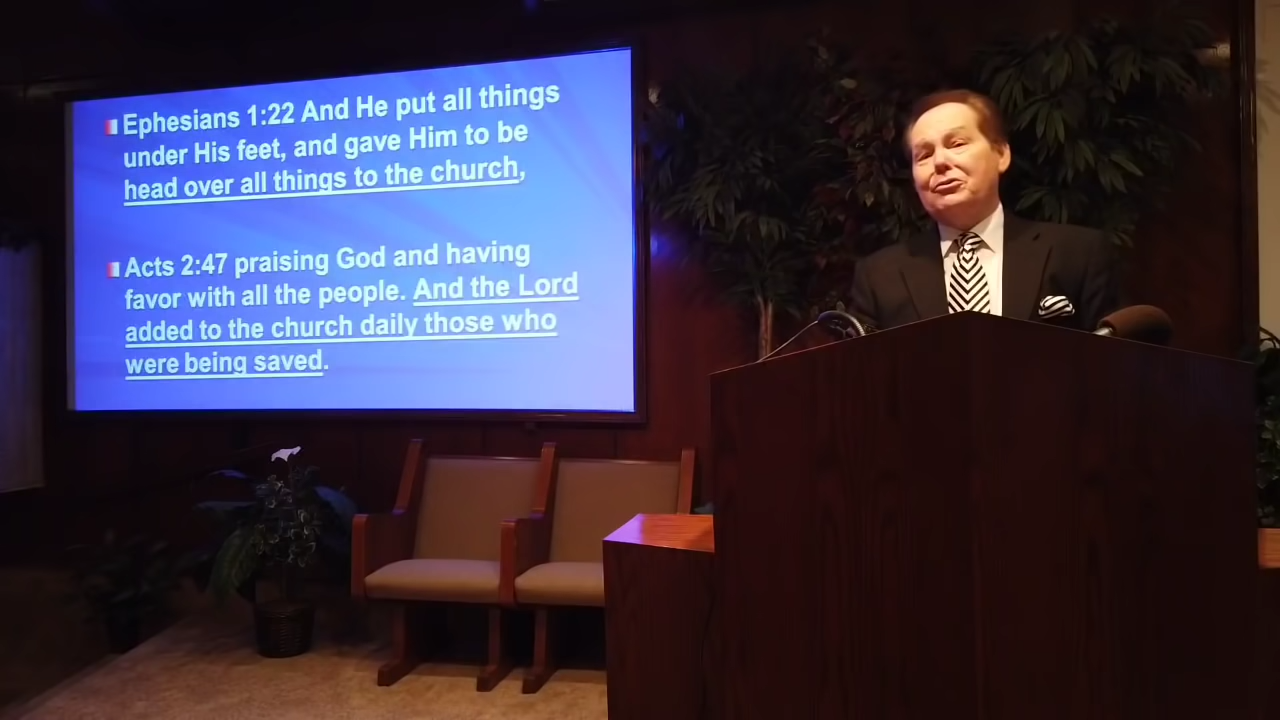 Ephesians 1:22 And He put all things
under His feet, and gave Him to be
head over all things to the church,
Acts 2:47 praising God and having
favor with all the people. And the Lord
added to the church daily those who
were being saved.